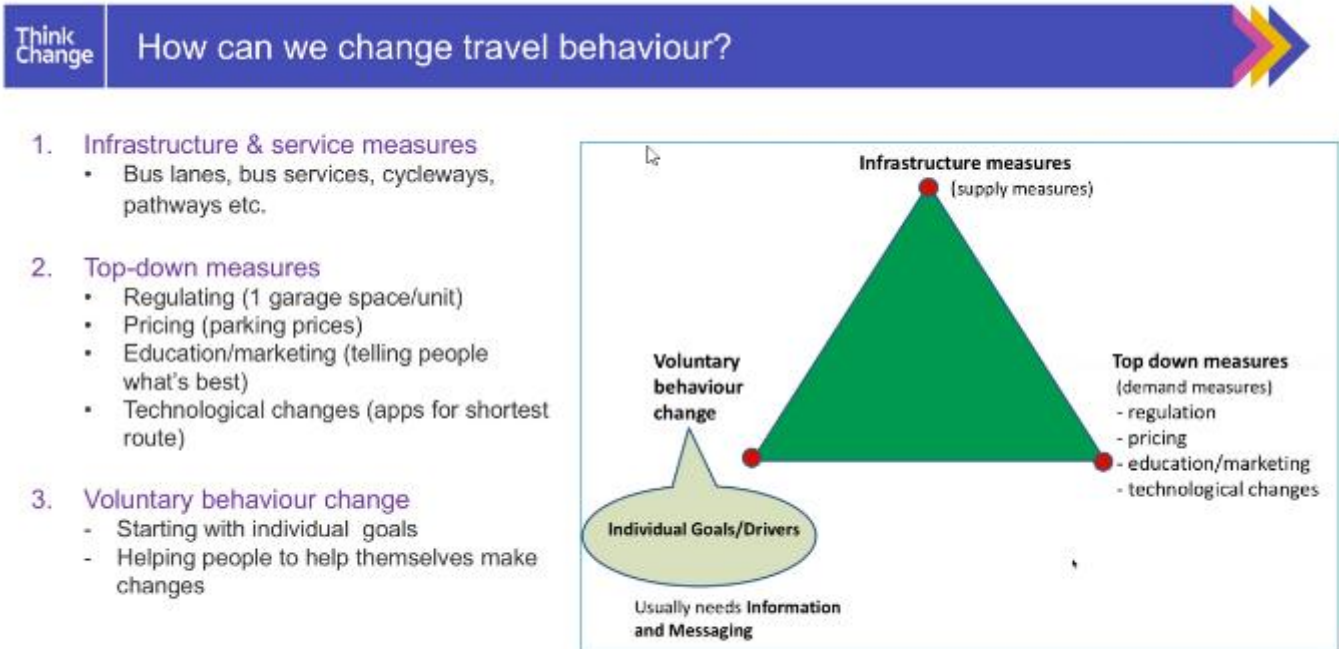 Think
Change
How can we change travel behaviour?
1. Infrastructure & service measures
• Bus lanes, bus services, cycleways,
pathways etc.
2. Top-down measures
• Regulating (1 garage space/unit)
• Pricing (parking prices)
• Education/marketing (telling people
what's best)
• Technological changes (apps for shortest
route)
3. Voluntary behaviour change
- Starting with individual goals
- Helping people to help themselves make
changes
Infrastructure measures
(supply measures)
Voluntary
behaviour
change
Top down measures
(demand measures)
- regulation
- pricing
- education/marketing
- technological changes
Individual Goals/Drivers
Usually needs Information
and Messaging